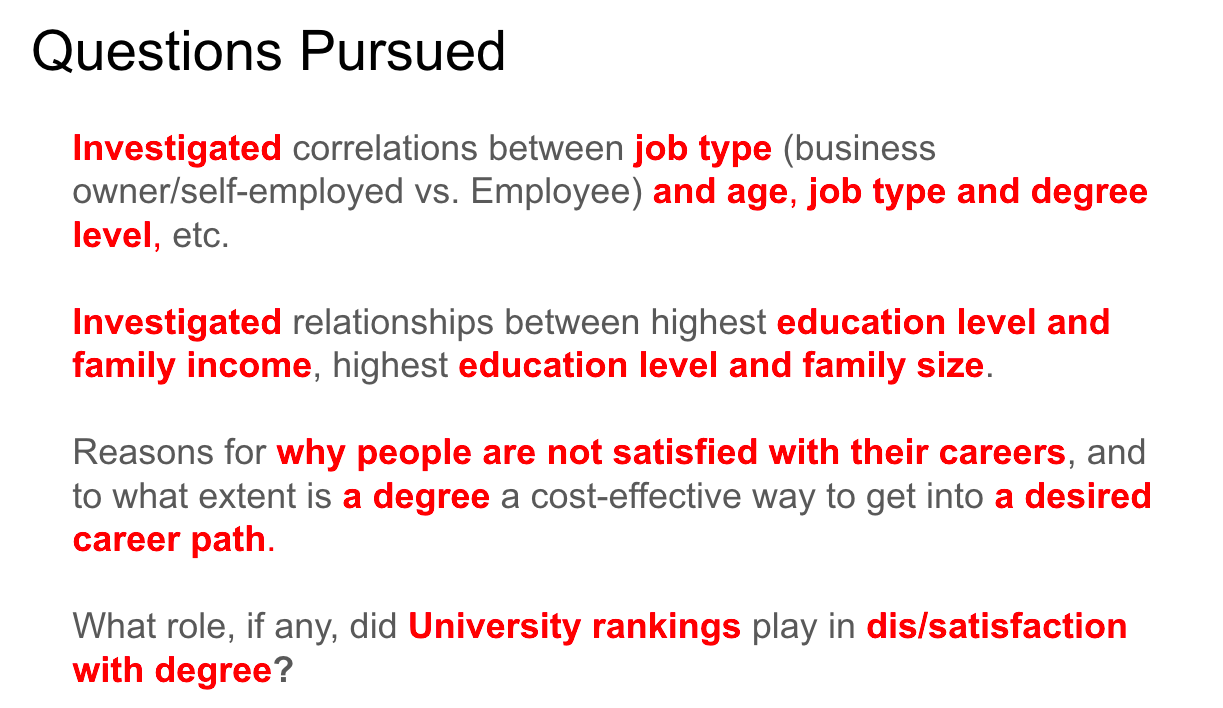 Questions Pursued
Investigated correlations between job type (business
owner/self-employed vs. Employee) and age, job type and degree
level, etc.
Investigated relationships between highest education level and
family income, highest education level and family size.
Reasons for why people are not satisfied with their careers, and
to what extent is a degree a cost-effective way to get into a desired
career path.
What role, if any, did University rankings play in dis/satisfaction
with degree?